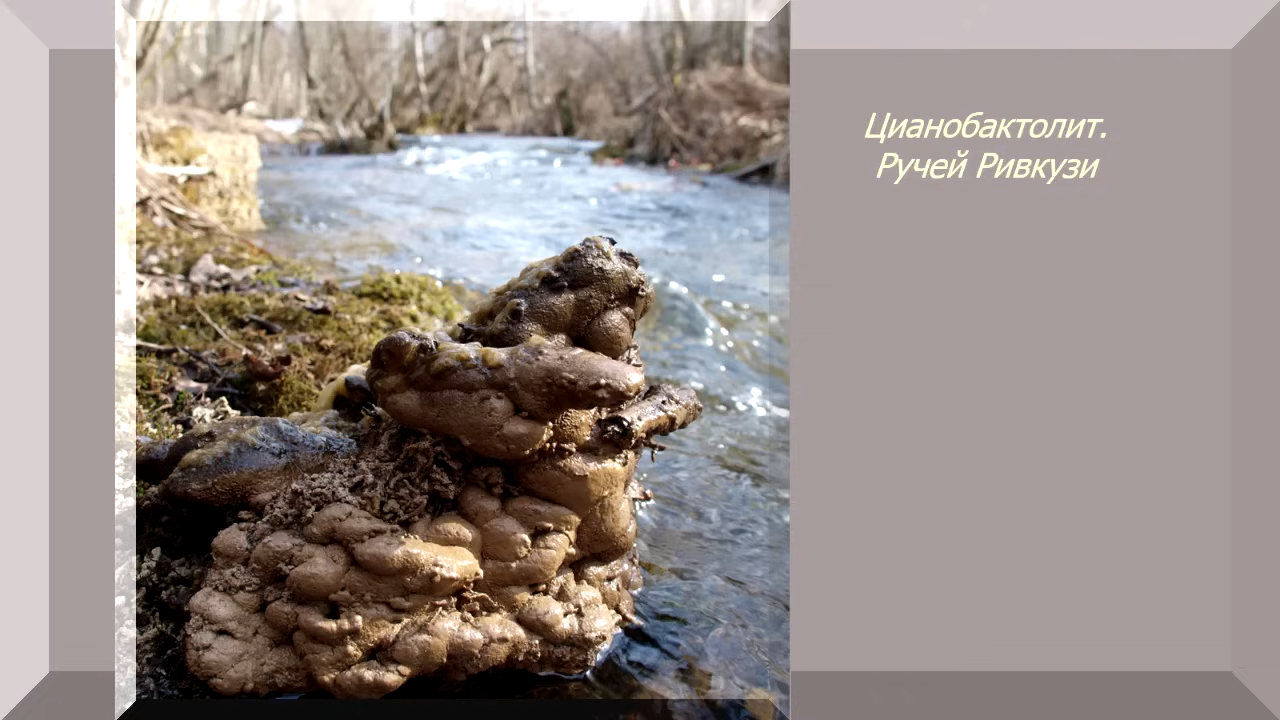 Цианобактолит.
Ручей Ривкузи